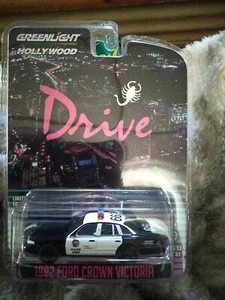 GREENLIGHT
HOLLYWOOD
Drive
1992 FORD CROWN VICTORIA